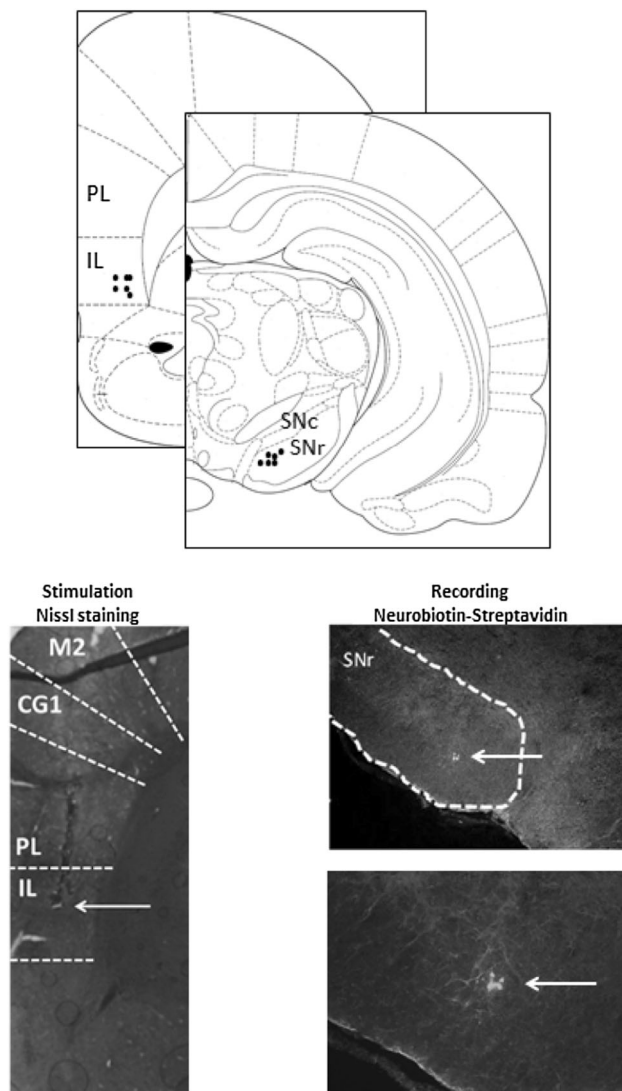 PL
IL
SNc
SNr
Stimulation
Nissl staining
Recording
Neurobiotin-Streptavidin
M2
CG1
PL
IL
SNr